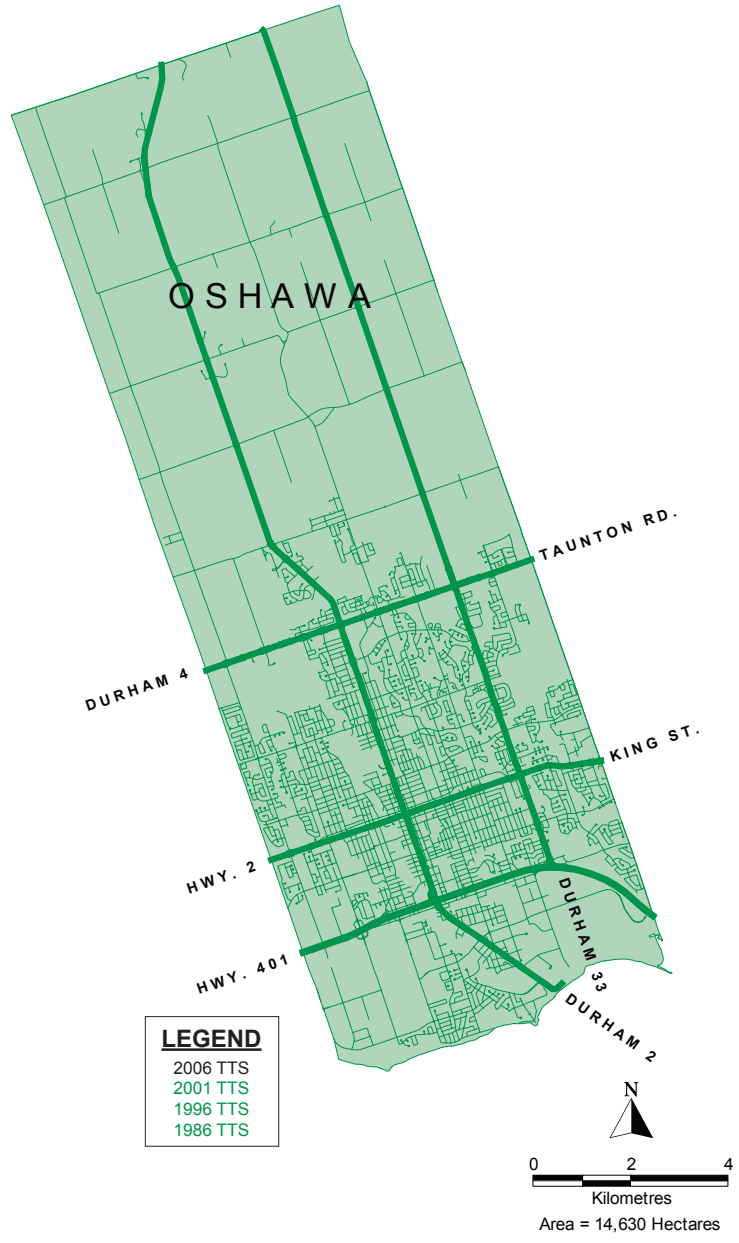 OSHAWA
TAUNTON RD.
DURHAM 4
KING ST.
HWY. 2
DURHAM 33
HWY. 401
DURHAM 2
LEGEND
2006 TTS
2001 TTS
1996 TTS
1986 TTS
N
0 2 4
Kilometres
Area = 14,630 Hectares